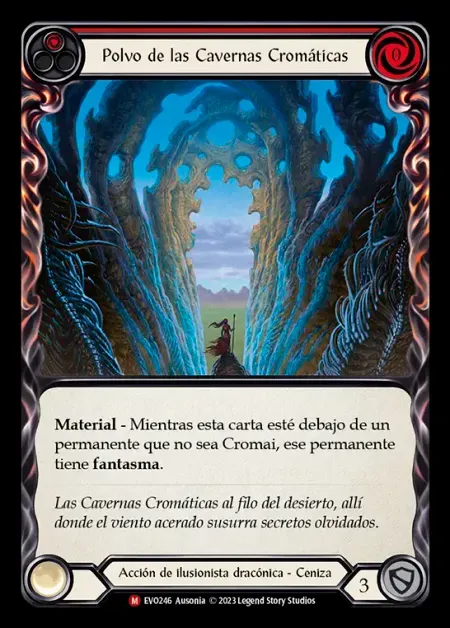 Polvo de las Cavernas Cromáticas
0
Material - Mientras esta carta esté debajo de un
permanente que no sea Cromai, ese permanente
tiene fantasma.
Las Cavernas Cromáticas al filo del desierto, allí
donde el viento acerado susurra secretos olvidados.
Acción de ilusionista dracónica - Ceniza
3
M EVO246 Ausonia © 2023 Legend Story Studios